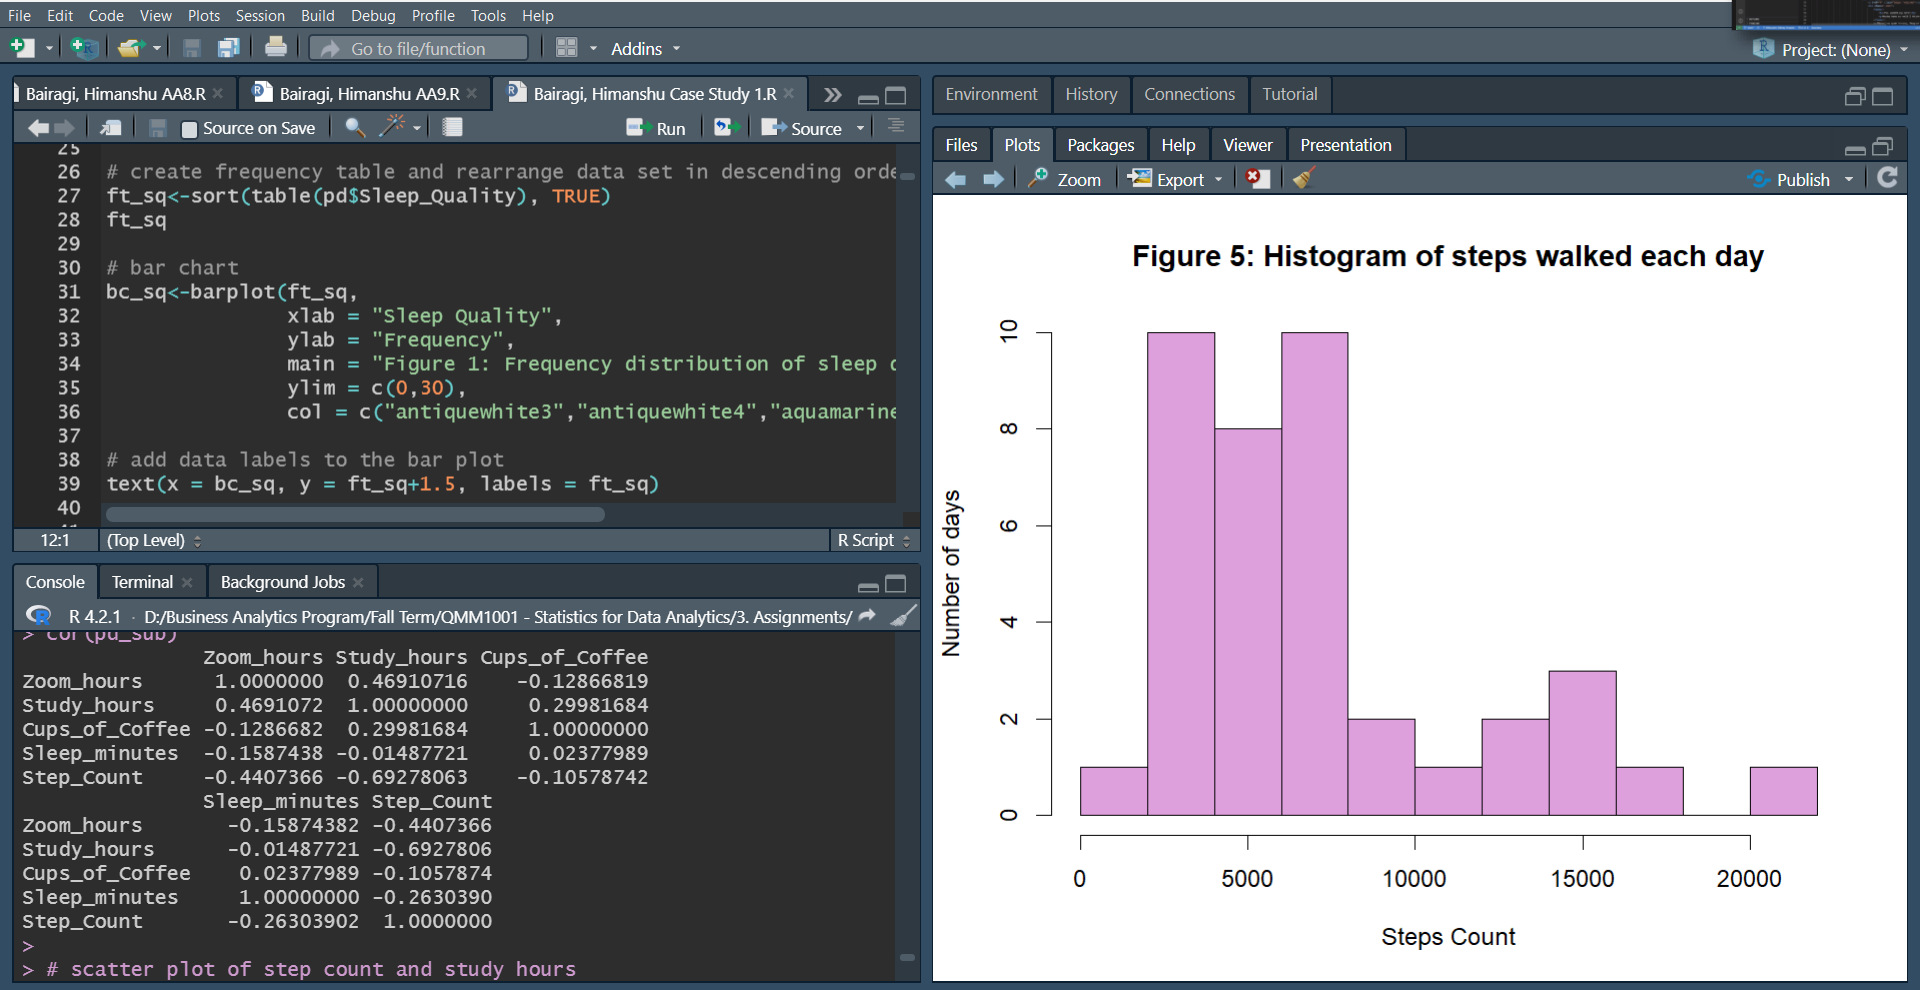 File Edit Code View Plots Session Build Debug Profile Tools Help
Go to file/function Addins Project: (None)
Bairagi, Himanshu AA8.R Bairagi, Himanshu AA9.R Bairagi, Himanshu Case Study 1.R
Source on Save Run Source
25
26 # create frequency table and rearrange data set in descending orde
27 ft_sq<-sort(table(pd$Sleep_Quality), TRUE)
28 ft_sq
29
30 # bar chart
31 bc_sq<-barplot(ft_sq,
32 xlab = "Sleep Quality",
33 ylab = "Frequency",
34 main = "Figure 1: Frequency distribution of sleep
35 ylim = c(0,30),
36 col = c("antiquewhite3","antiquewhite4","aquamarine
37
38 # add data labels to the bar plot
39 text(x = bc_sq, y = ft_sq+1.5, labels = ft_sq)
40
12:1 (Top Level) R Script
Console Terminal Background Jobs
R 4.2.1 · D:/Business Analytics Program/Fall Term/QMM1001 - Statistics for Data Analytics/3. Assignments/
> cor(pd_sub)
Zoom_hours Study_hours Cups_of_Coffee
Zoom_hours 1.0000000 0.46910716 -0.12866819
Study_hours 0.4691072 1.00000000 0.29981684
Cups_of_Coffee -0.1286682 0.29981684 1.00000000
Sleep_minutes -0.1587438 -0.01487721 0.02377989
Step_Count -0.4407366 -0.69278063 -0.10578742
Sleep_minutes Step_Count
Zoom_hours -0.15874382 -0.4407366
Study_hours -0.01487721 -0.6927806
Cups_of_Coffee 0.02377989 -0.1057874
Sleep_minutes 1.00000000 -0.2630390
Step_Count -0.26303902 1.0000000
>
> # scatter plot of step count and study hours
Environment History Connections Tutorial
Files Plots Packages Help Viewer Presentation
Zoom Export Publish
Figure 5: Histogram of steps walked each day
10
8
6
4
2
0
Number of days
0 5000 10000 15000 20000
Steps Count